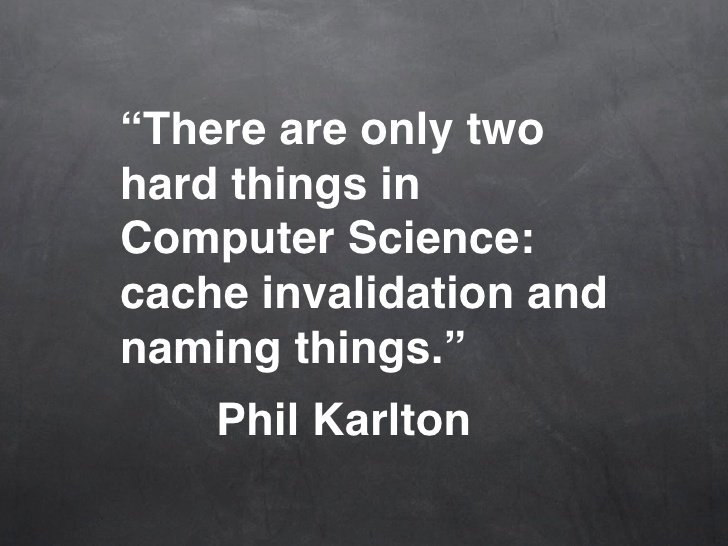 “There are only two
hard things in
Computer Science:
cache invalidation and
naming things.”
Phil Karlton